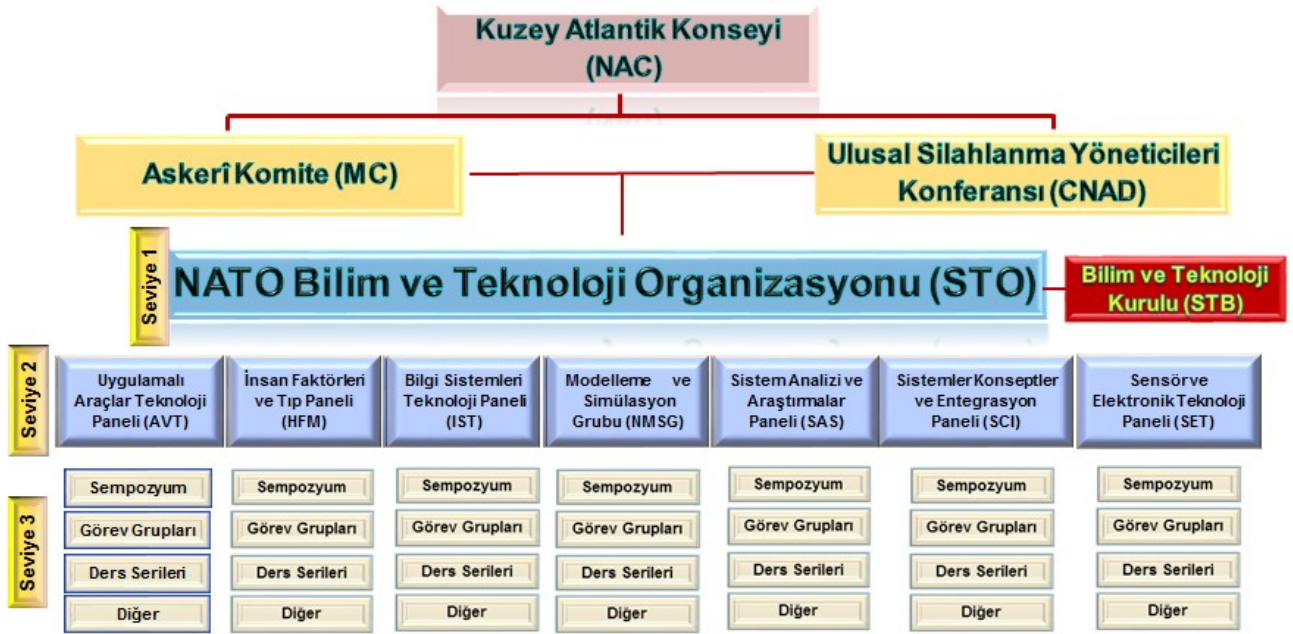 Kuzey Atlantik Konseyi
(NAC)
Askerî Komite (MC)
Ulusal Silahlanma Yöneticileri
Konferansı (CNAD)
Seviye 1
NATO Bilim ve Teknoloji Organizasyonu (STO)
Bilim ve Teknoloji
Kurulu (STB)
Seviye 2
Uygulamalı
Araçlar Teknoloji
Paneli (AVT)
İnsan Faktörleri
ve Tıp Paneli
(HFM)
Bilgi Sistemleri
Teknoloji Paneli
(IST)
Modelleme ve
Simülasyon
Grubu (NMSG)
Sistem Analizi ve
Araştırmalar
Paneli (SAS)
Sistemler Konseptler
ve Entegrasyon
Paneli (SCI)
Sensör ve
Elektronik Teknoloji
Paneli (SET)
Seviye 3
Sempozyum
Sempozyum
Sempozyum
Sempozyum
Sempozyum
Sempozyum
Sempozyum
Görev Grupları
Görev Grupları
Görev Grupları
Görev Grupları
Görev Grupları
Görev Grupları
Görev Grupları
Ders Serileri
Ders Serileri
Ders Serileri
Ders Serileri
Ders Serileri
Ders Serileri
Ders Serileri
Diğer
Diğer
Diğer
Diğer
Diğer
Diğer
Diğer